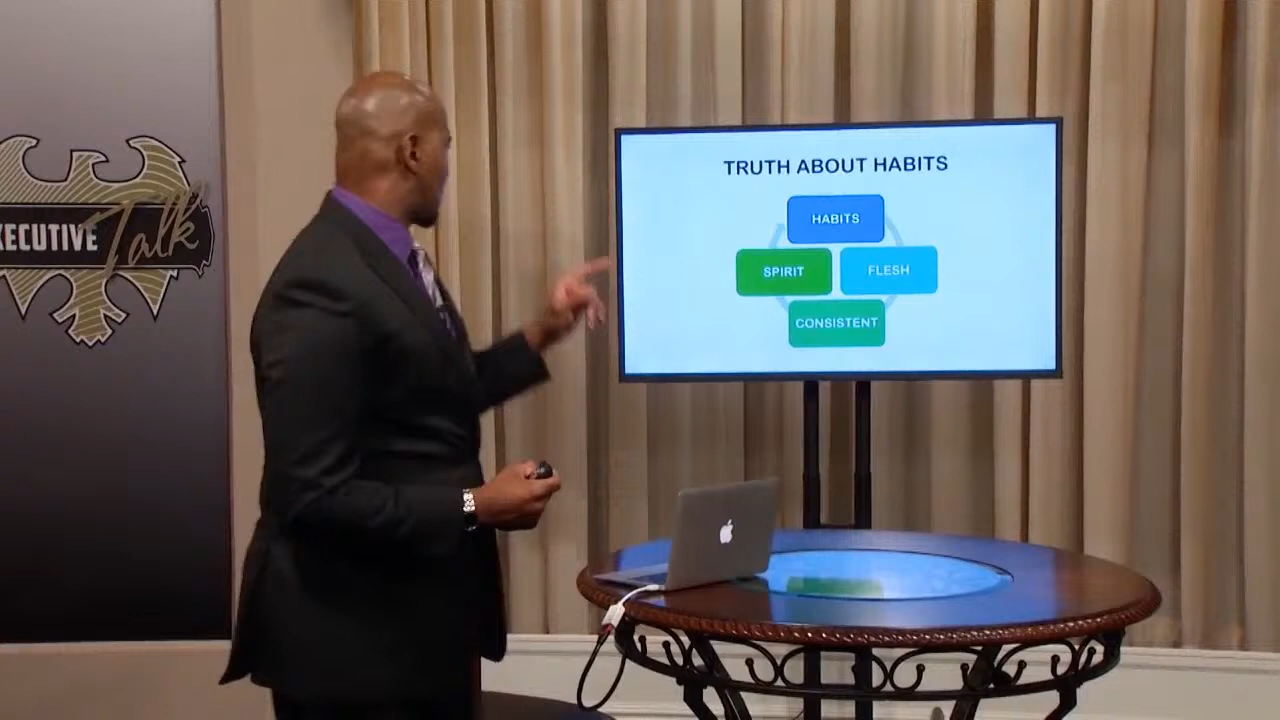 XECUTIVE
Talk
TRUTH ABOUT HABITS
HABITS
SPIRIT
FLESH
CONSISTENT